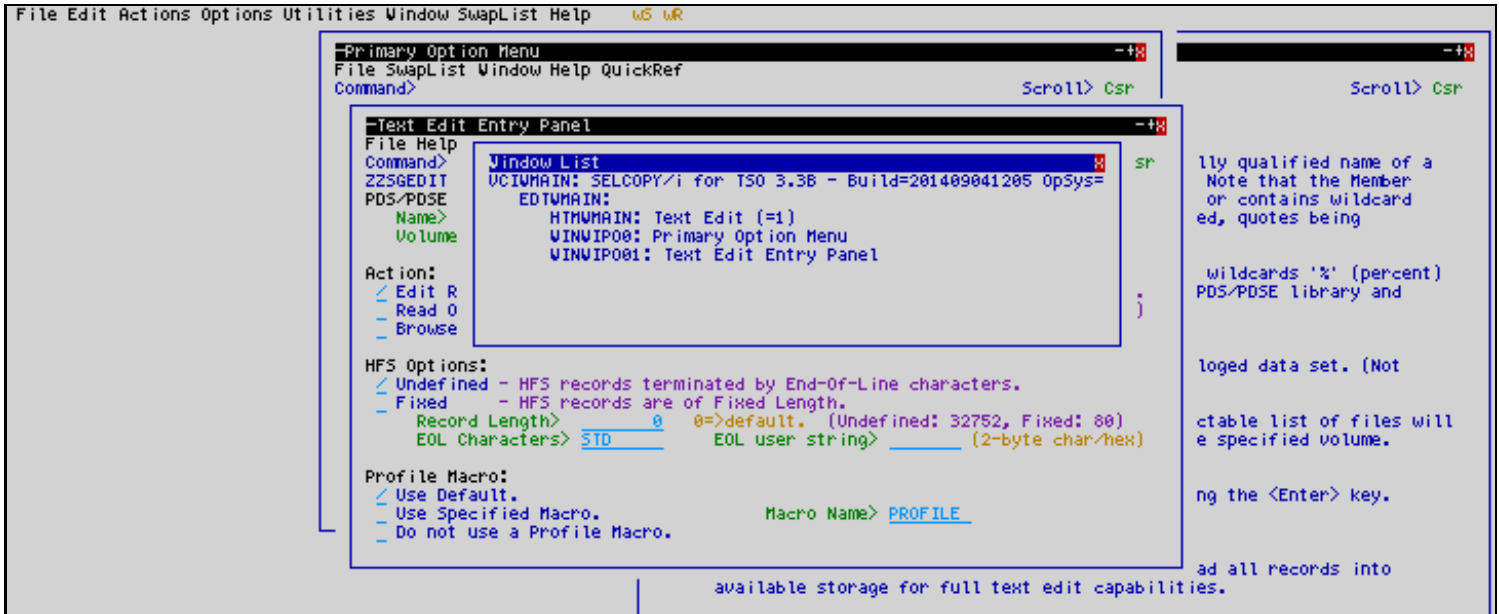 File Edit Actions Options Utilities Window SwapList Help wS wR
Primary Option Menu -+x -+x
File SwapList Window Help QuickRef
Command> Scroll> Csr Scroll> Csr
Text Edit Entry Panel -+x
File Help
Command> Window List x sr lly qualified name of a
ZZSGEDIT VCIWMAIN: SELCOPY/i for TSO 3.3B - Build=201409041205 OpSys= Note that the Member
PDS/PDSE EDTWMAIN: or contains wildcard
Name> HTMWMAIN: Text Edit (=1) ed, quotes being
Volume WINWIPO0: Primary Option Menu
WINWIPO01: Text Edit Entry Panel
Action: wildcards '%' (percent)
/ Edit R . PDS/PDSE library and
_ Read O )
_ Browse
HFS Options: loged data set. (Not
/ Undefined - HFS records terminated by End-Of-Line characters.
_ Fixed - HFS records are of Fixed Length.
Record Length> 0 0=>default. (Undefined: 32752, Fixed: 80) ctable list of files will
EOL Characters> STD EOL user string> _______ (2-byte char/hex) e specified volume.
Profile Macro:
/ Use Default. ng the <Enter> key.
_ Use Specified Macro. Macro Name> PROFILE
_ Do not use a Profile Macro.
ad all records into
available storage for full text edit capabilities.